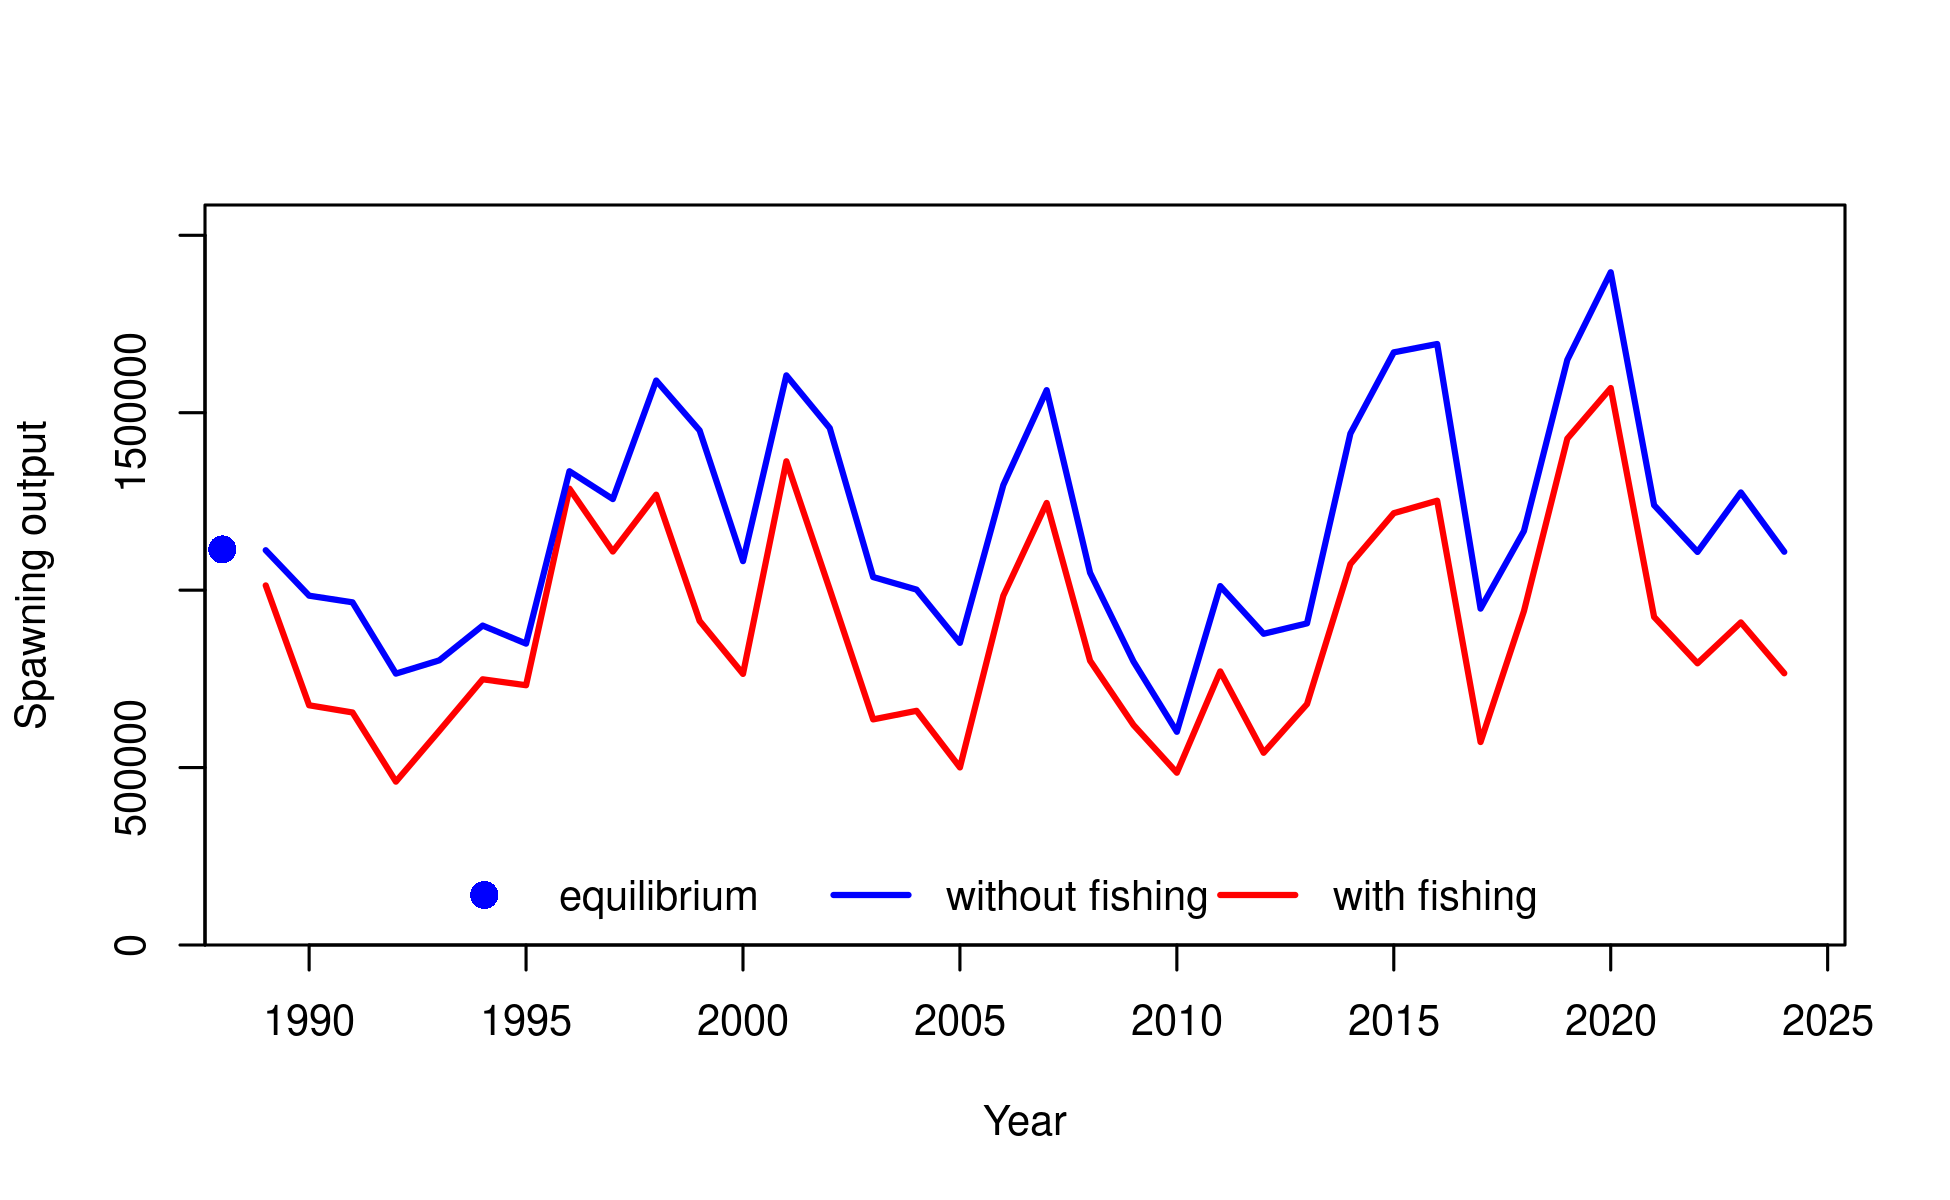 Spawning output
1500000
500000
0
equilibrium without fishing with fishing
1990 1995 2000 2005 2010 2015 2020 2025
Year